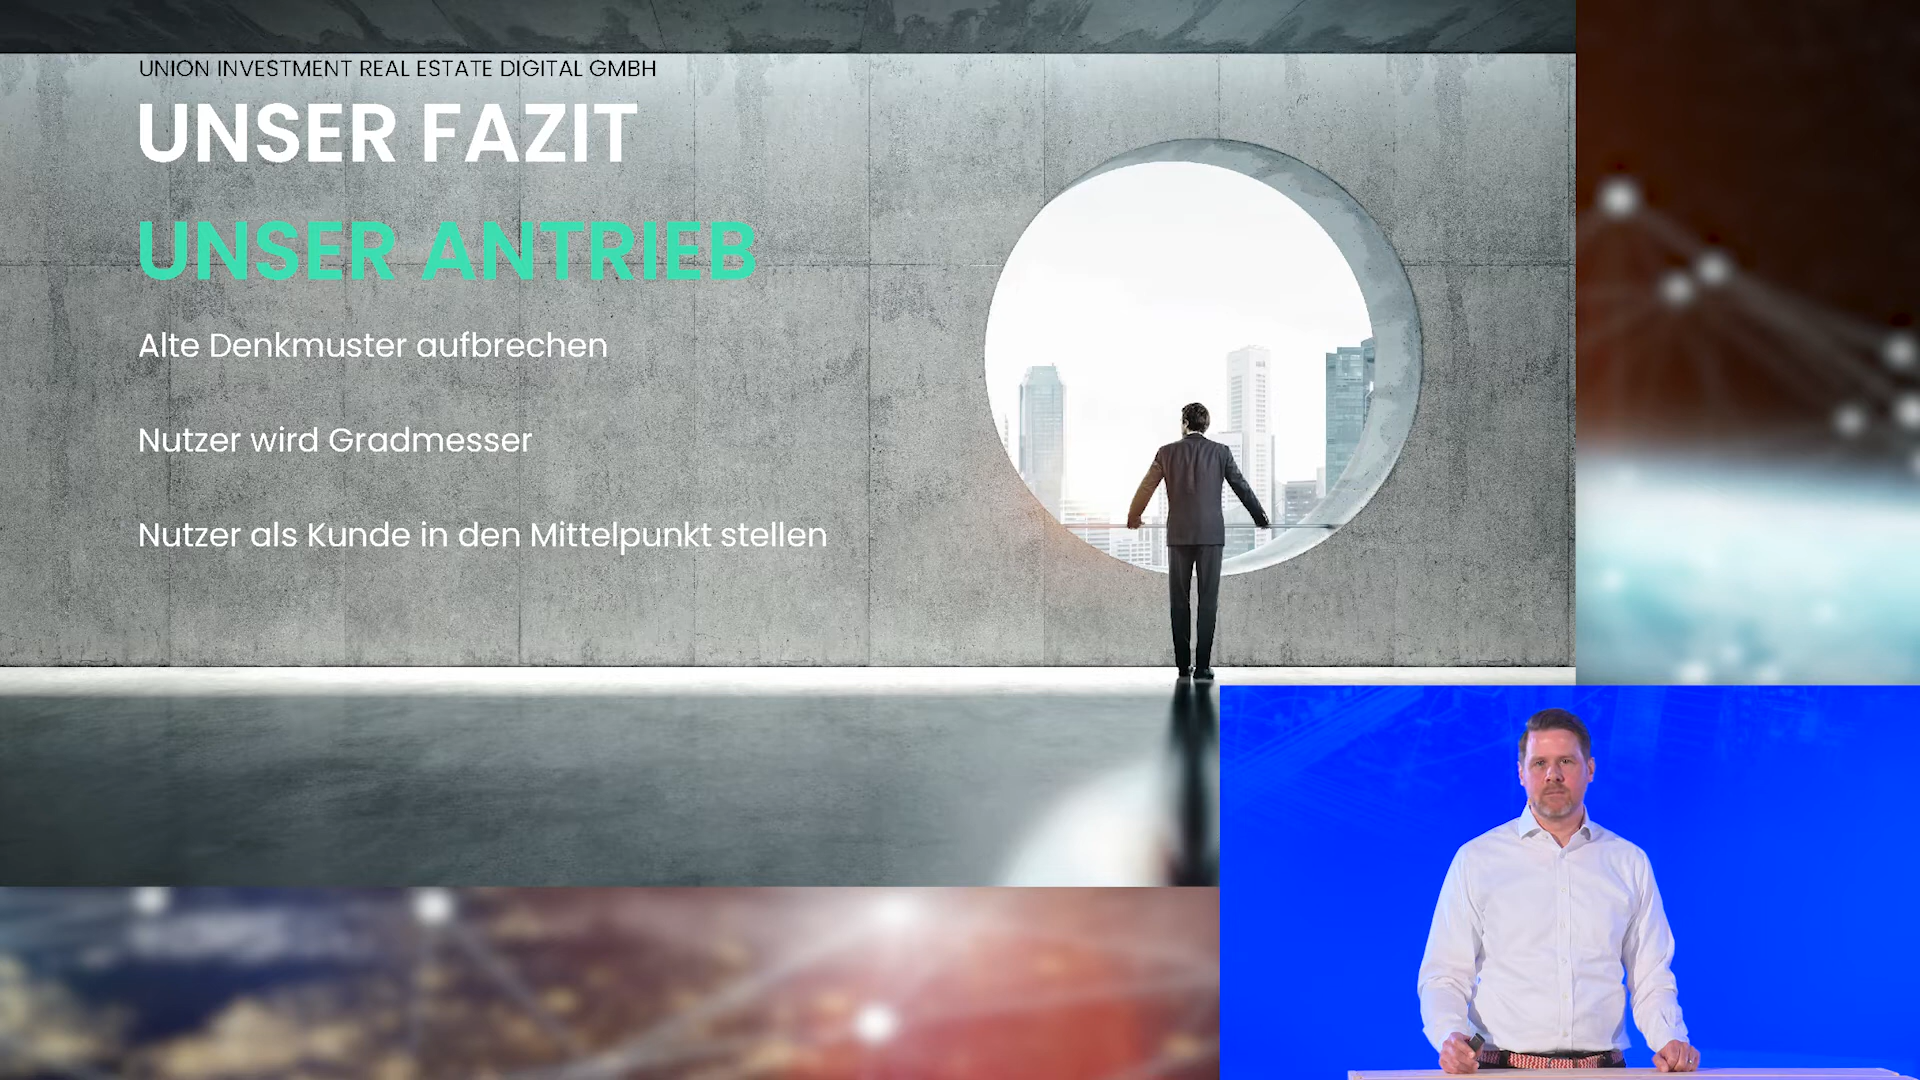 UNION INVESTMENT REAL ESTATE DIGITAL GMBH
UNSER FAZIT
UNSER ANTRIEB
Alte Denkmuster aufbrechen
Nutzer wird Gradmesser
Nutzer als Kunde in den Mittelpunkt stellen